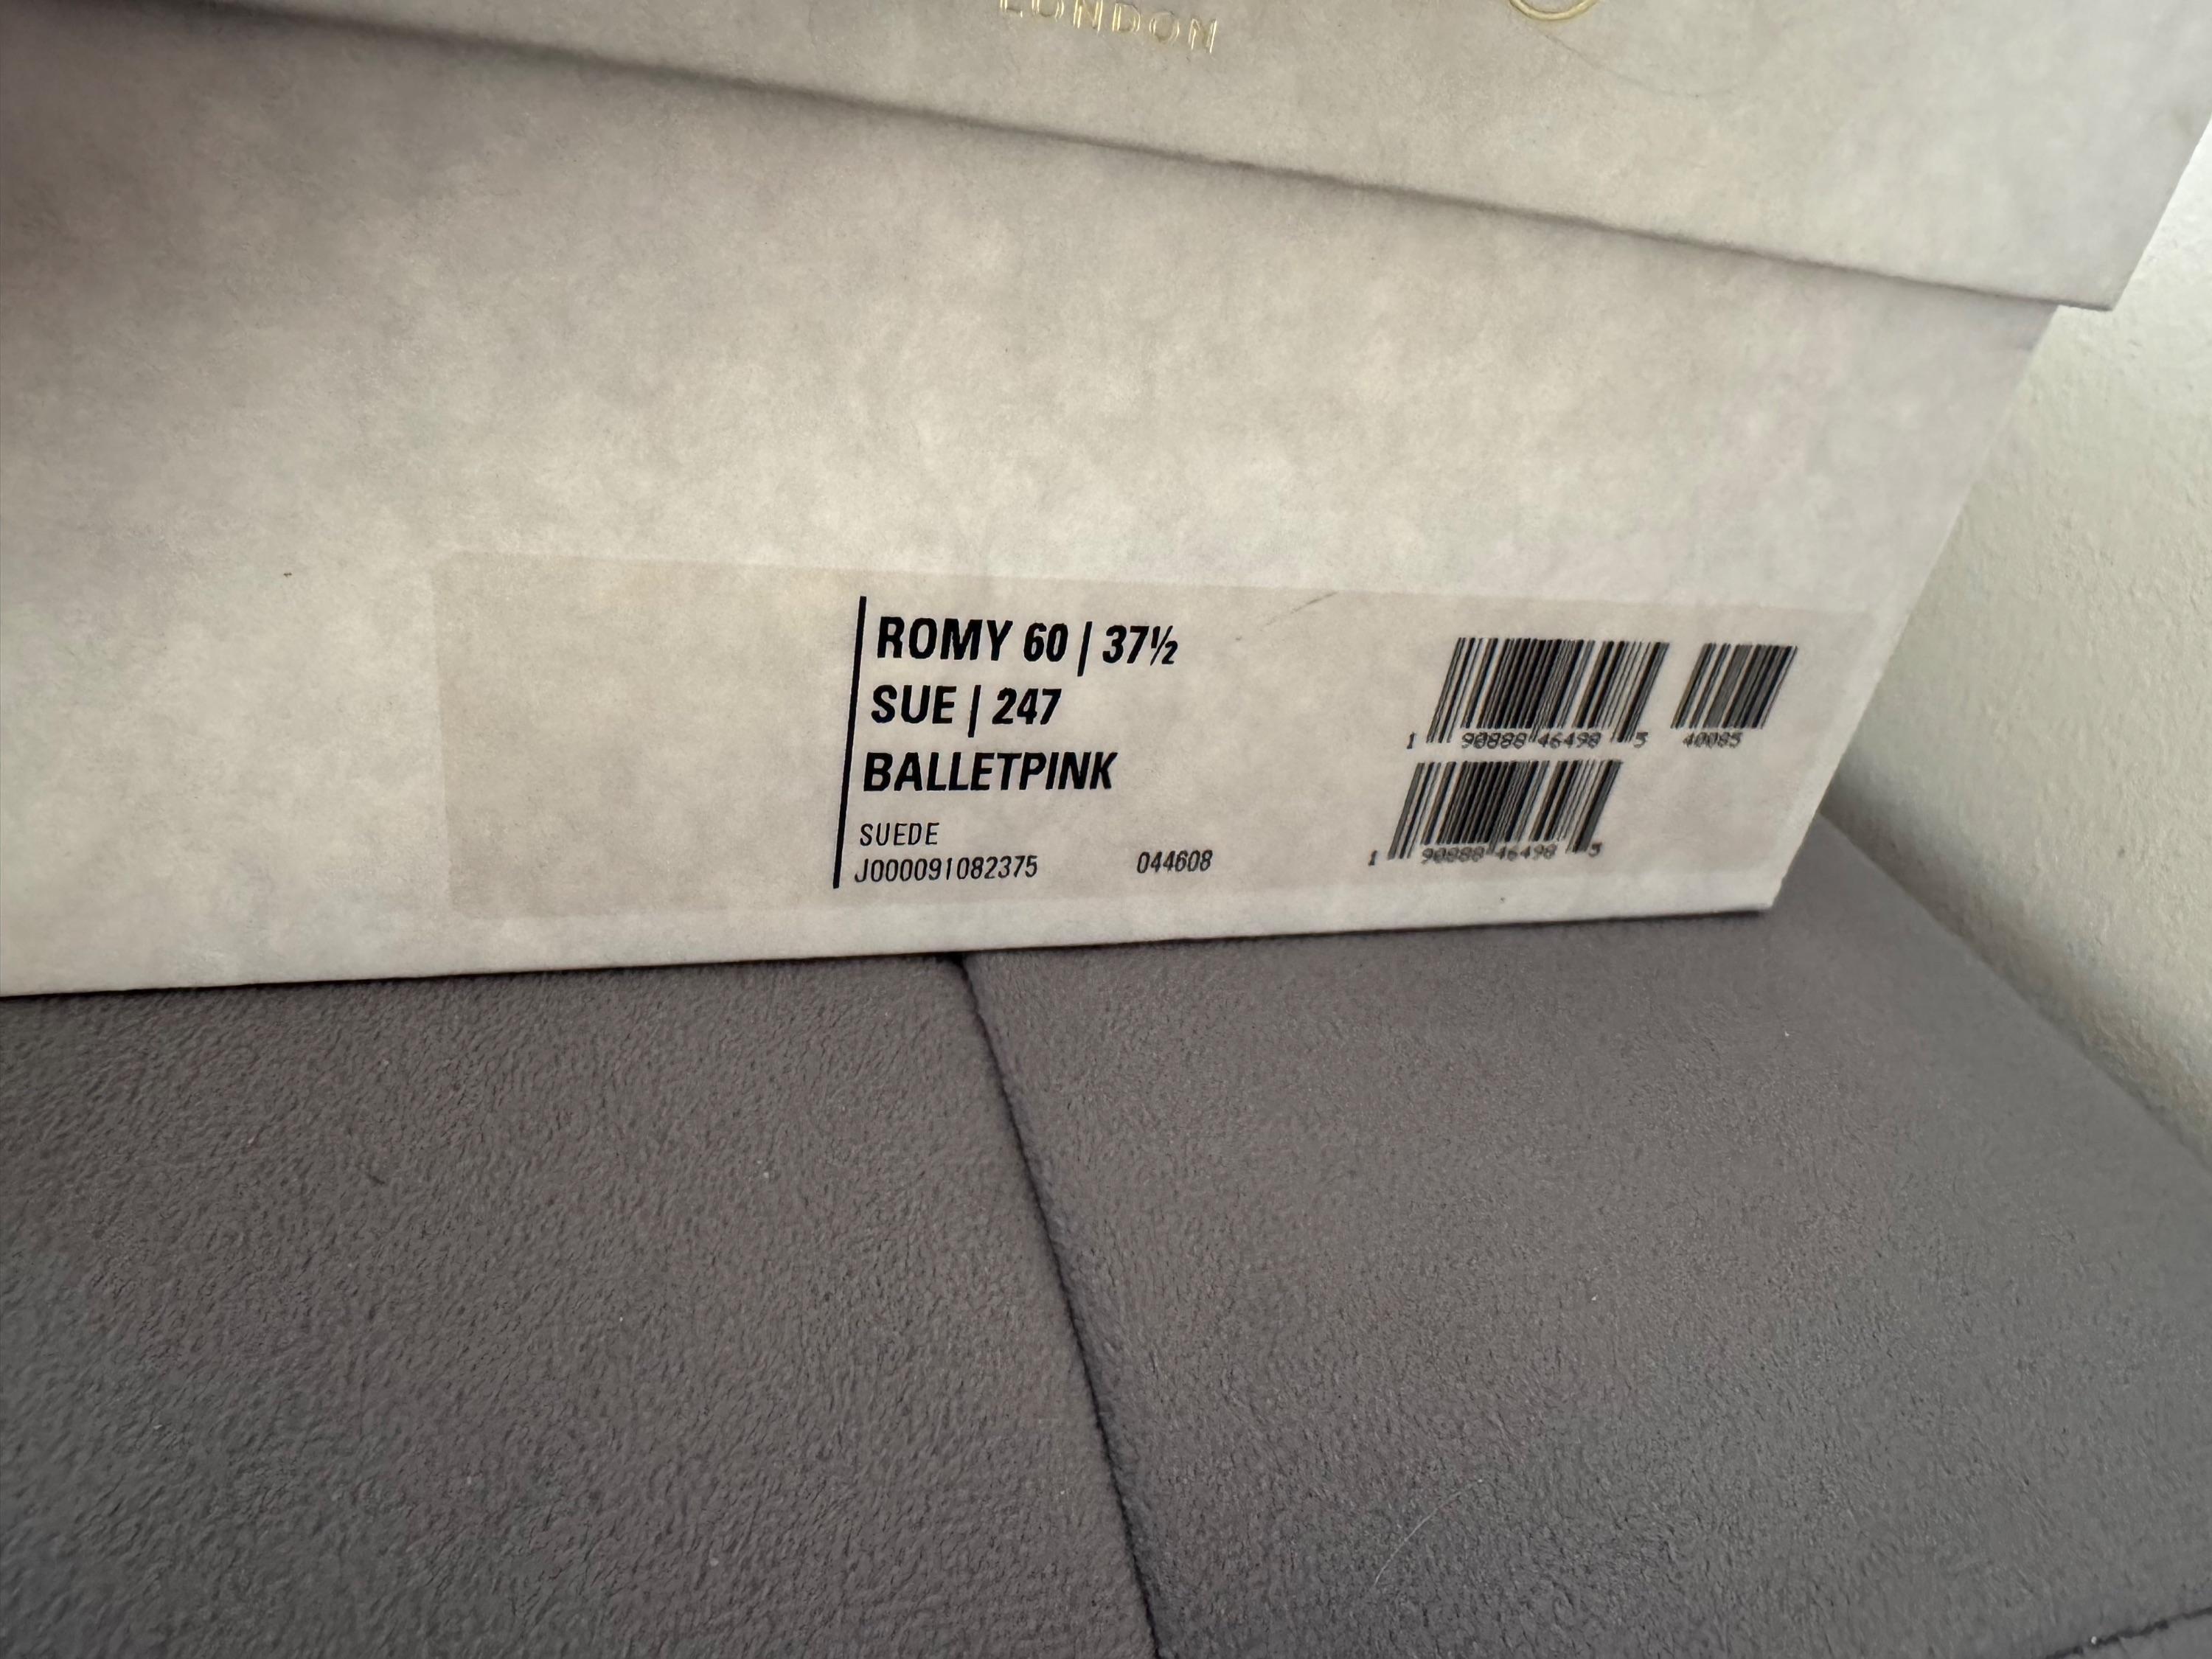 LONDON
ROMY 60 | 37½
SUE | 247
BALLETPINK
SUEDE
J000091082375 044608
1 90888 46498 5 40085
1 90888 46498 5